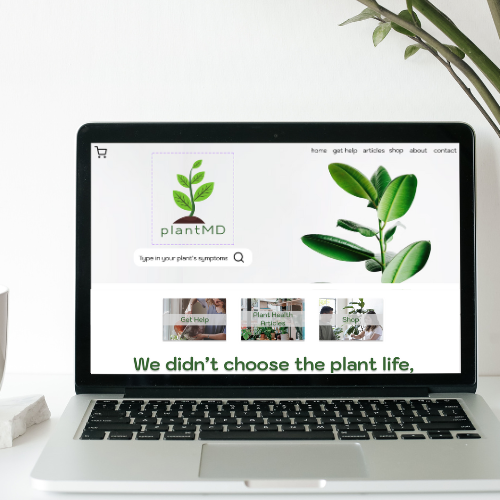 home get help articles shop about contact
plantMD
Type in your plant's symptoms
Get Help
Plant Health
Articles
Shop
We didn't choose the plant life,